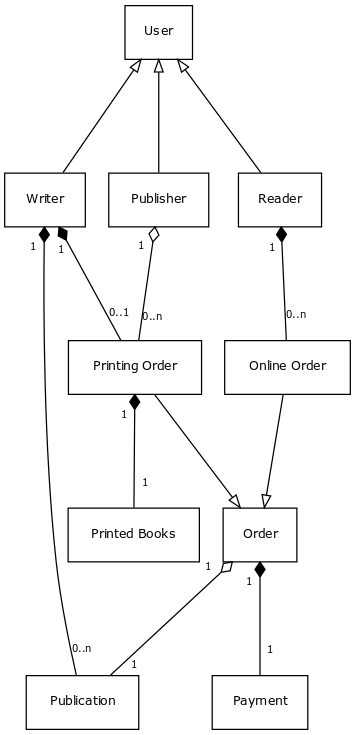 User
Writer
Publisher
Reader
1
1
1
1
0..1
0..n
0..n
Printing Order
Online Order
1
1
Printed Books
Order
1
1
0..n
1
1
Publication
Payment